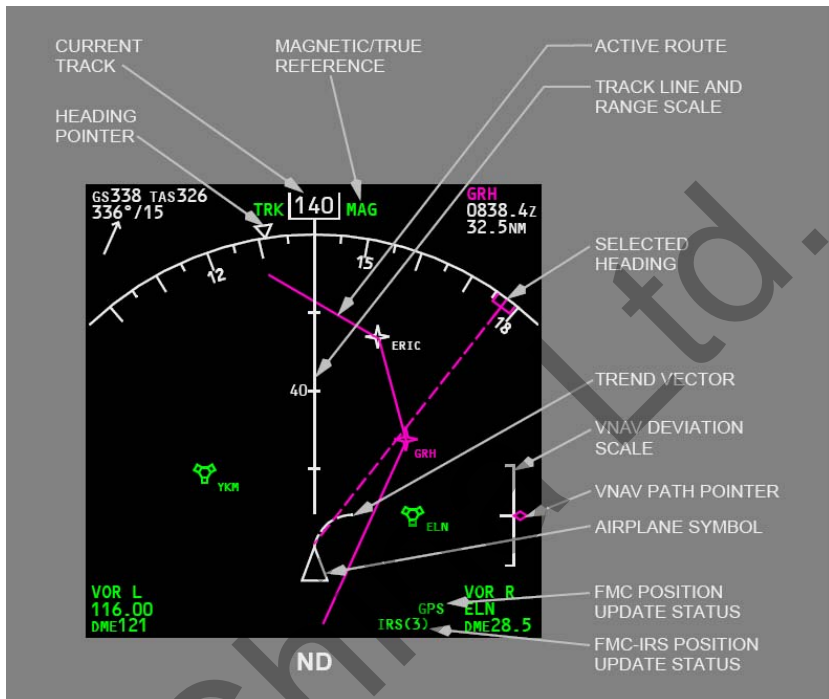 CURRENT
TRACK
MAGNETIC/TRUE
REFERENCE
ACTIVE ROUTE
TRACK LINE AND
RANGE SCALE
HEADING
POINTER
GS338 TAS326
336°/15
TRK 140 MAG
GRH
0838.4Z
32.5NM
SELECTED
HEADING
12
15
18
ERIC
40
TREND VECTOR
VNAV DEVIATION
SCALE
GRH
YKM
VNAV PATH POINTER
ELN
AIRPLANE SYMBOL
VOR L
116.00
DME121
GPS
IRS(3)
VOR R
ELN
DME28.5
FMC POSITION
UPDATE STATUS
FMC-IRS POSITION
UPDATE STATUS
ND
Ltd.